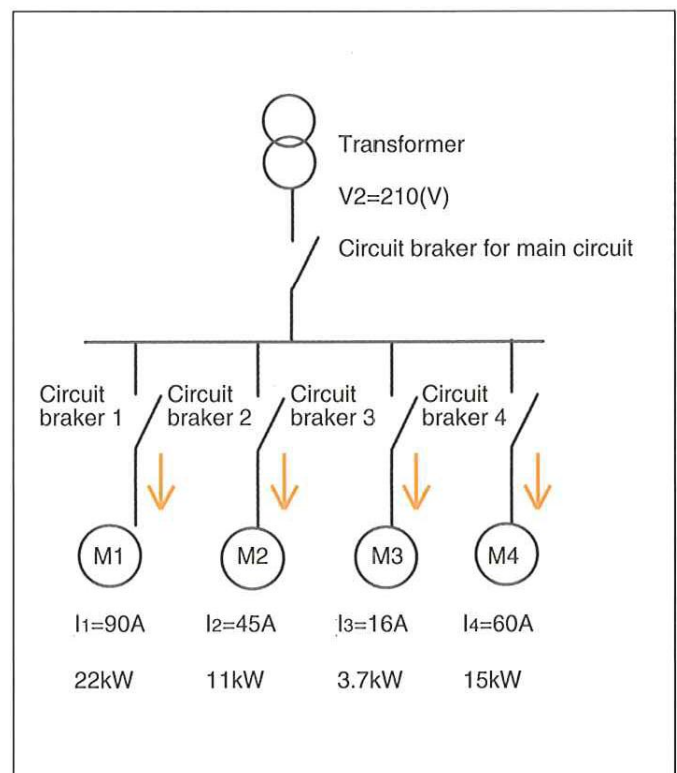 Transformer
V2=210(V)
Circuit braker for main circuit
Circuit
braker 1
Circuit
braker 2
Circuit
braker 3
Circuit
braker 4
M1
M2
M3
M4
I1=90A
I2=45A
I3=16A
I4=60A
22kW
11kW
3.7kW
15kW